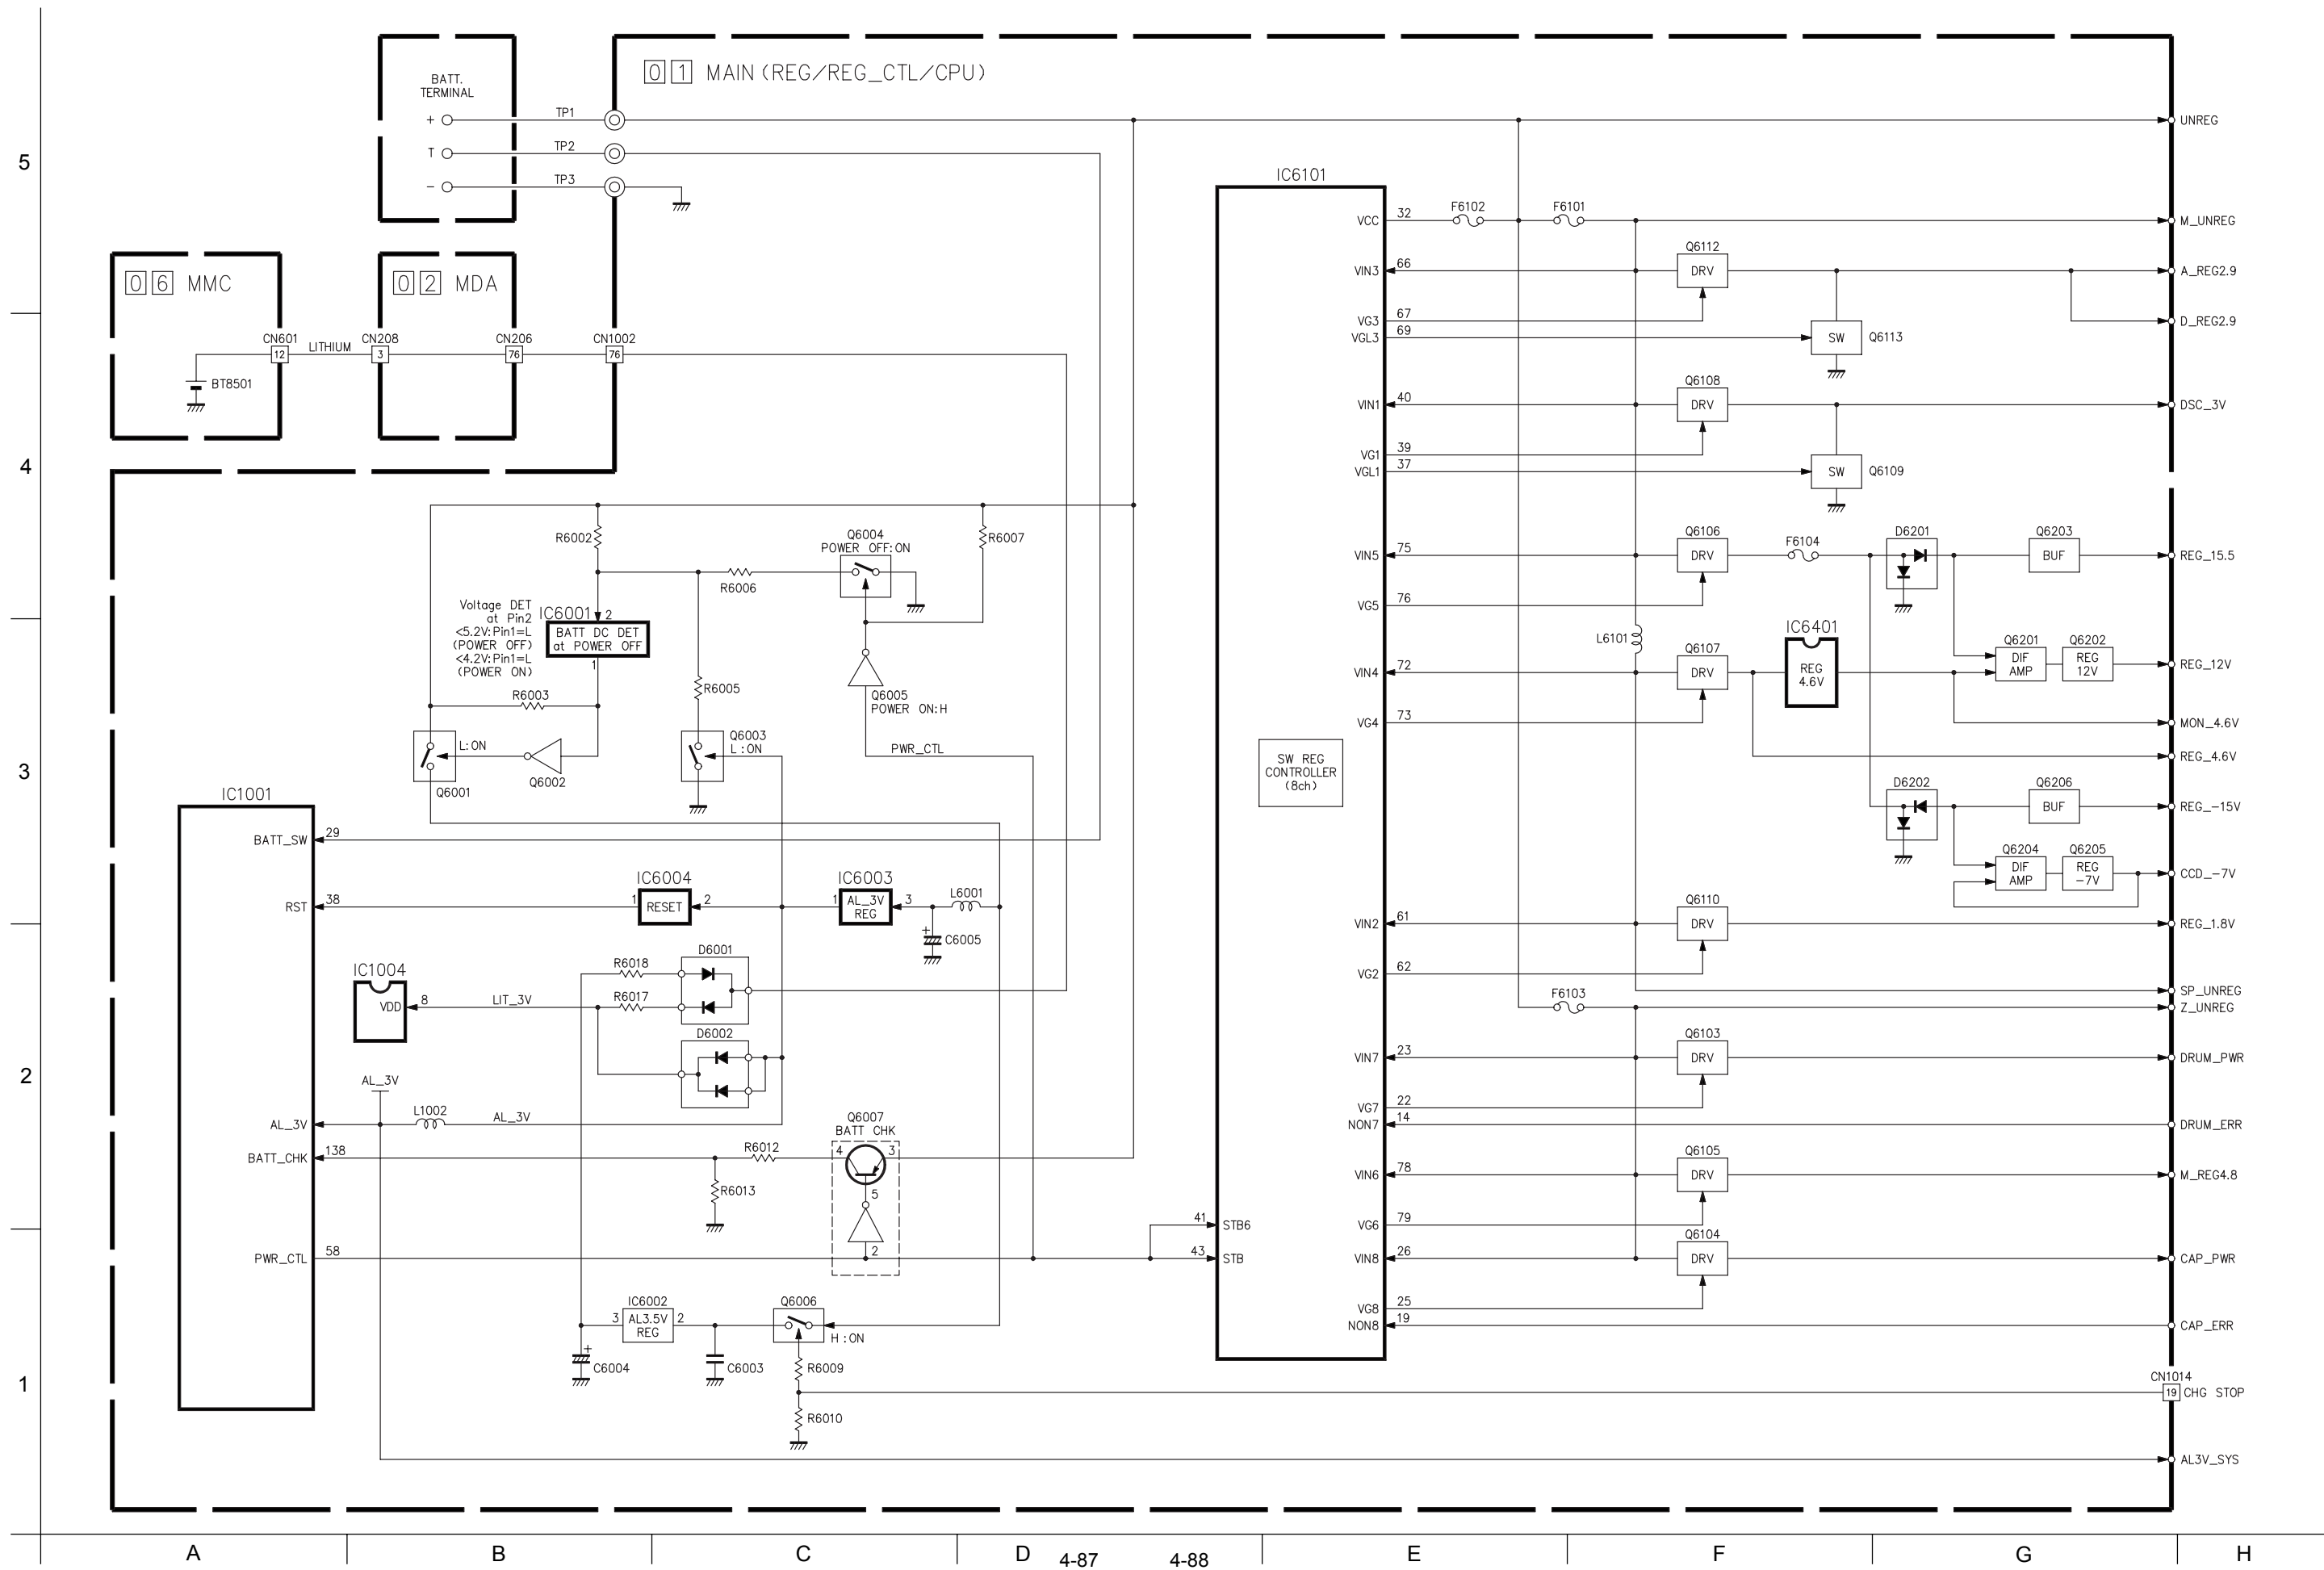 01 MAIN (REG/REG_CTL/CPU)
BATT.
TERMINAL
+
TP1
T
TP2
−
TP3
UNREG
5
IC6101
VCC
32
F6102
F6101
M_UNREG
Q6112
VIN3
66
DRV
A_REG2.9
06 MMC
02 MDA
VG3
67
D_REG2.9
VGL3
69
SW
Q6113
CN601
12
LITHIUM
CN208
3
CN206
76
CN1002
76
BT8501
Q6108
VIN1
40
DRV
DSC_3V
VG1
39
VGL1
37
SW
Q6109
4
R6002
Q6004
POWER OFF:ON
R6007
R6006
Q6106
VIN5
75
DRV
F6104
D6201
Q6203
BUF
REG_15.5
VG5
76
Voltage DET
at Pin2
<5.2V:Pin1=L
(POWER OFF)
<4.2V:Pin1=L
(POWER ON)
IC6001
2
BATT DC DET
at POWER OFF
1
L6101
IC6401
REG
4.6V
Q6201
DIF
AMP
Q6202
REG
12V
REG_12V
Q6107
VIN4
72
DRV
R6003
R6005
Q6005
POWER ON:H
VG4
73
MON_4.6V
Q6003
L:ON
L:ON
PWR_CTL
REG_4.6V
Q6001
Q6002
SW REG
CONTROLLER
(8ch)
3
D6202
Q6206
BUF
REG_-15V
IC1001
BATT_SW
29
Q6204
DIF
AMP
Q6205
REG
-7V
CCD_-7V
RST
38
IC6004
1
RESET
2
IC6003
1
AL_3V
REG
3
L6001
C6005
+
Q6110
VIN2
61
DRV
REG_1.8V
VG2
62
IC1004
VDD
8
LIT_3V
R6018
R6017
D6001
SP_UNREG
F6103
Z_UNREG
D6002
Q6103
VIN7
23
DRV
DRUM_PWR
2
AL_3V
VG7
22
NON7
14
DRUM_ERR
AL_3V
L1002
AL_3V
Q6007
BATT CHK
BATT_CHK
138
R6012
4
3
5
R6013
2
Q6105
VIN6
78
DRV
M_REG4.8
41
STB6
VG6
79
Q6104
PWR_CTL
58
43
STB
VIN8
26
DRV
CAP_PWR
VG8
25
NON8
19
CAP_ERR
IC6002
3
AL3.5V
REG
2
Q6006
H:ON
+
C6004
C6003
R6009
1
R6010
CN1014
19
CHG STOP
AL3V_SYS
A
B
C
D
4-87
4-88
E
F
G
H